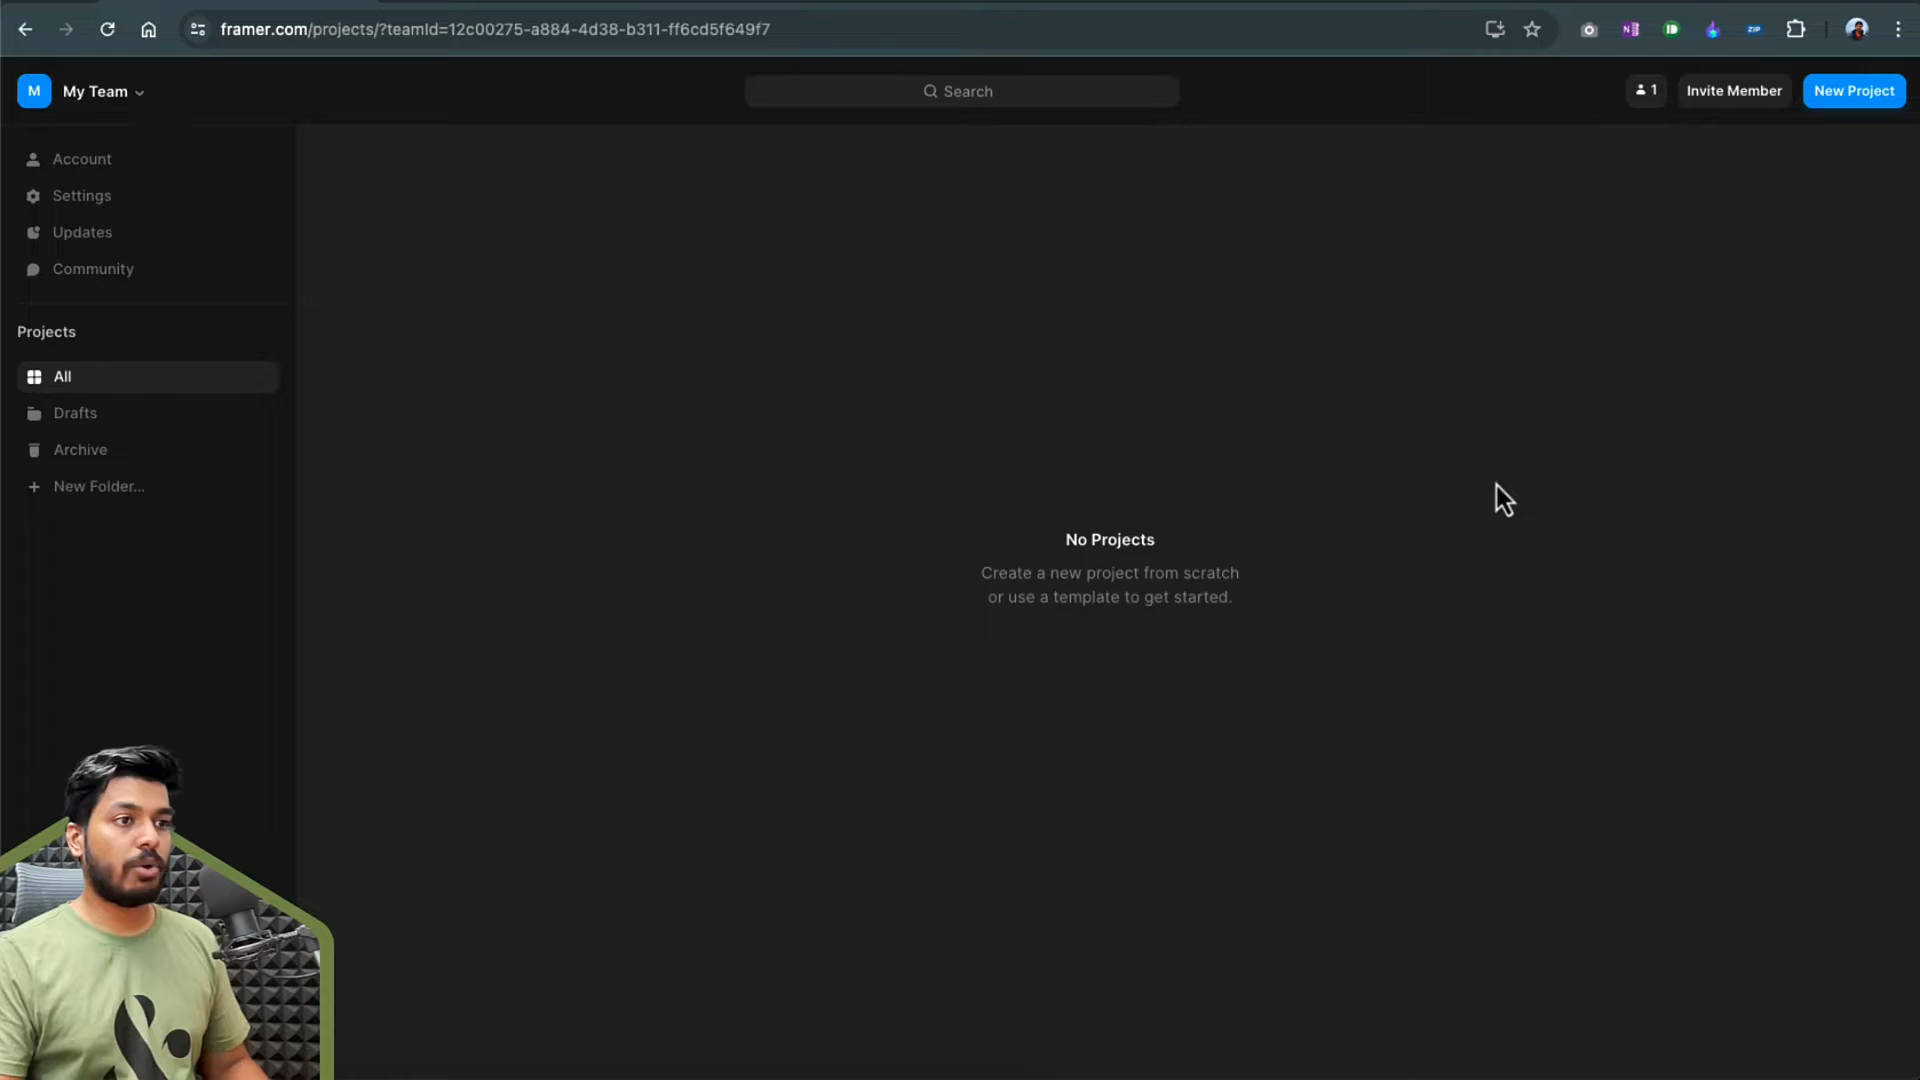 framer.com/projects/?teamId=12c00275-a884-4d38-b311-ff6cd5f649f7
ZIP
M
My Team
Search
1
Invite Member
New Project
Account
Settings
Updates
Community
Projects
All
Drafts
Archive
+ New Folder...
No Projects
Create a new project from scratch
or use a template to get started.